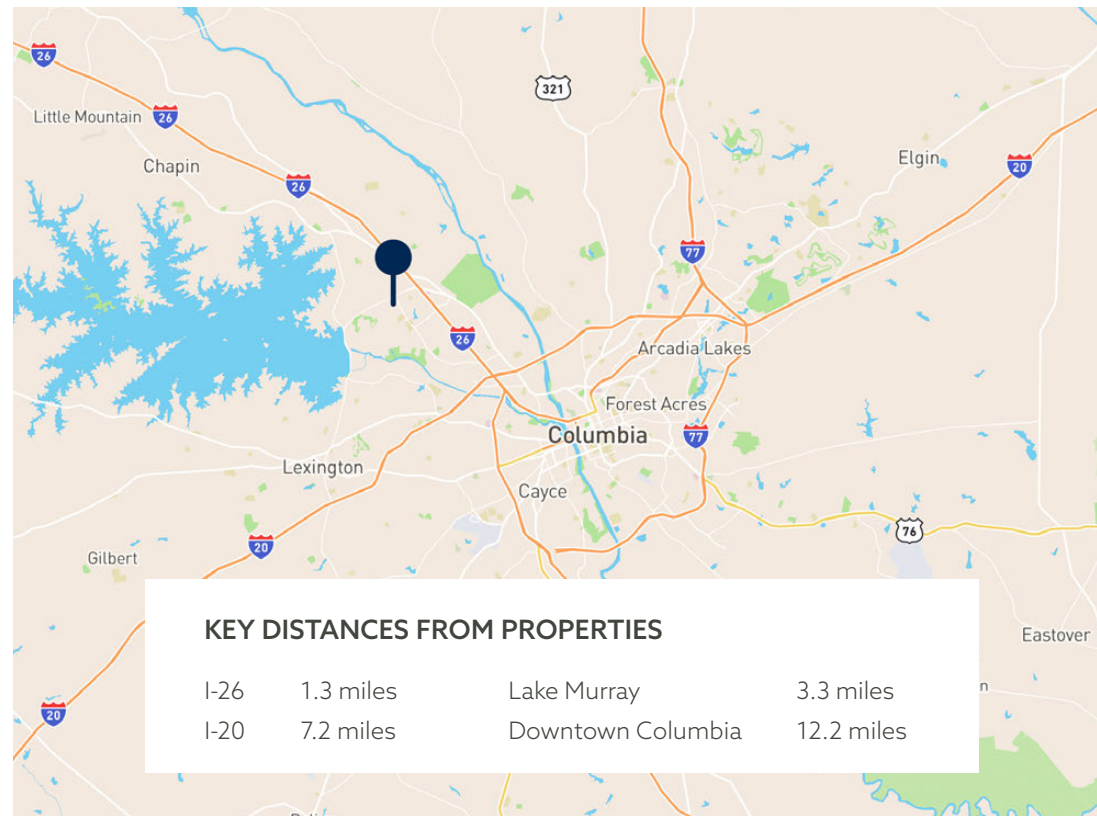 26
321
Little Mountain
26
Elgin
Chapin
20
26
77
26
Arcadia Lakes
Forest Acres
Columbia
77
Lexington
Cayce
76
20
Gilbert
KEY DISTANCES FROM PROPERTIES
Eastover
I-26 1.3 miles Lake Murray 3.3 miles
I-20 7.2 miles Downtown Columbia 12.2 miles
20